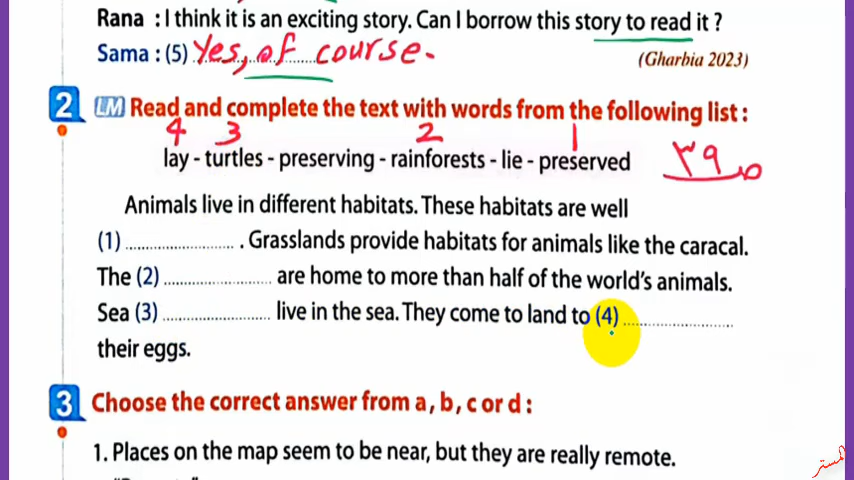 Rana : I think it is an exciting story. Can I borrow this story to read it ?
Sama : (5) Yes, of course.
(Gharbia 2023)
2 LM Read and complete the text with words from the following list :
4 3 2 1
lay - turtles - preserving - rainforests - lie - preserved
ص ٣٩
Animals live in different habitats. These habitats are well
(1) ........................ . Grasslands provide habitats for animals like the caracal.
The (2) ........................ are home to more than half of the world's animals.
Sea (3) ........................ live in the sea. They come to land to (4) ........................
their eggs.
3 Choose the correct answer from a, b, c or d :
1. Places on the map seem to be near, but they are really remote.